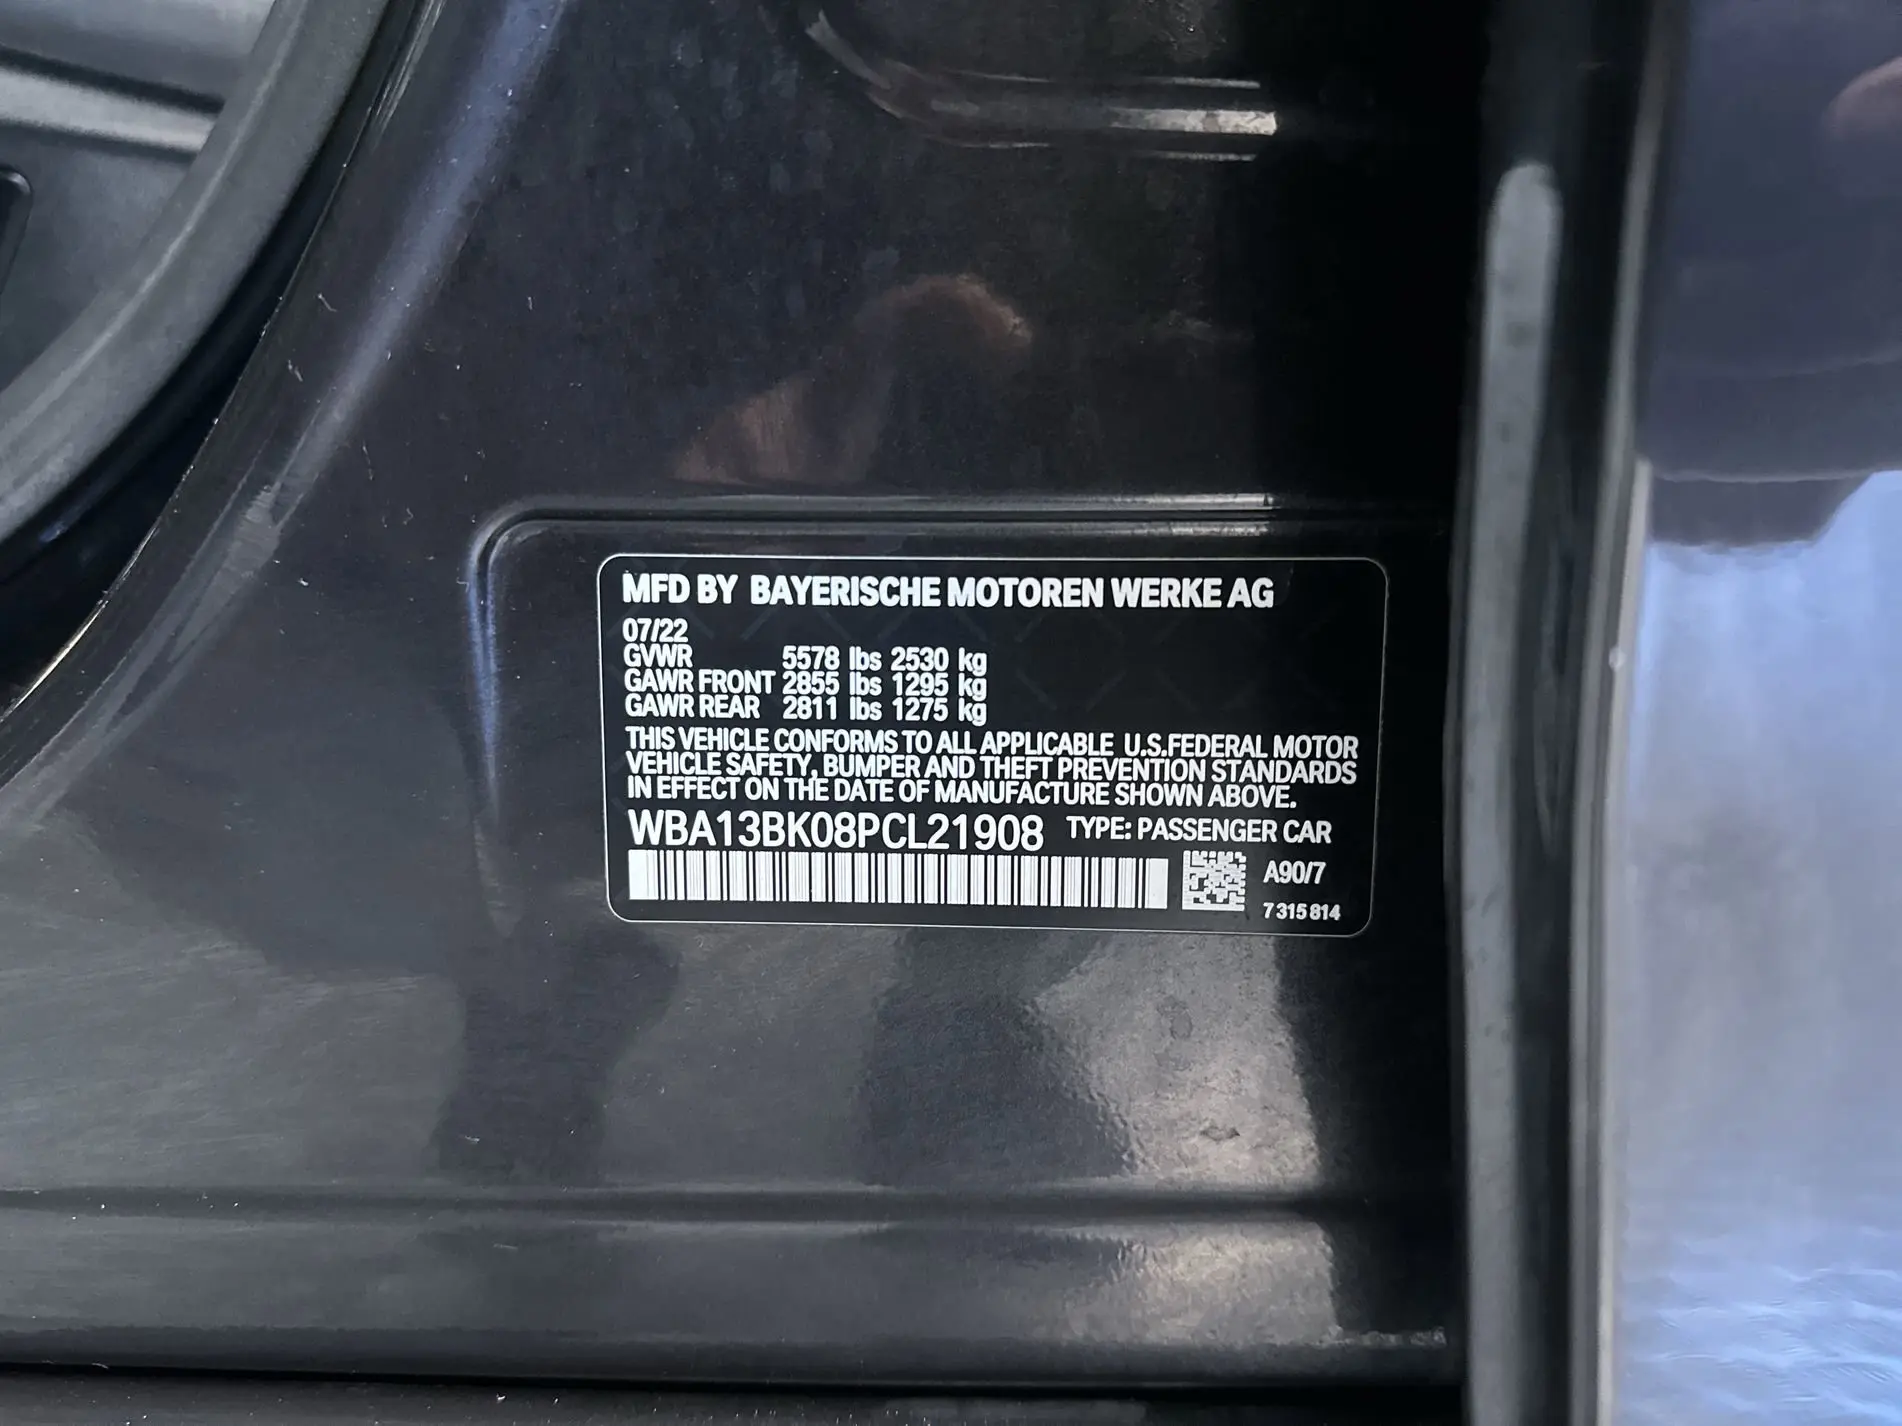 MFD BY BAYERISCHE MOTOREN WERKE AG
07/22
GVWR 5578 lbs 2530 kg
GAWR FRONT 2855 lbs 1295 kg
GAWR REAR 2811 lbs 1275 kg
THIS VEHICLE CONFORMS TO ALL APPLICABLE U.S.FEDERAL MOTOR
VEHICLE SAFETY, BUMPER AND THEFT PREVENTION STANDARDS
IN EFFECT ON THE DATE OF MANUFACTURE SHOWN ABOVE.
WBA13BK08PCL21908 TYPE: PASSENGER CAR
A90/7
7 315 814